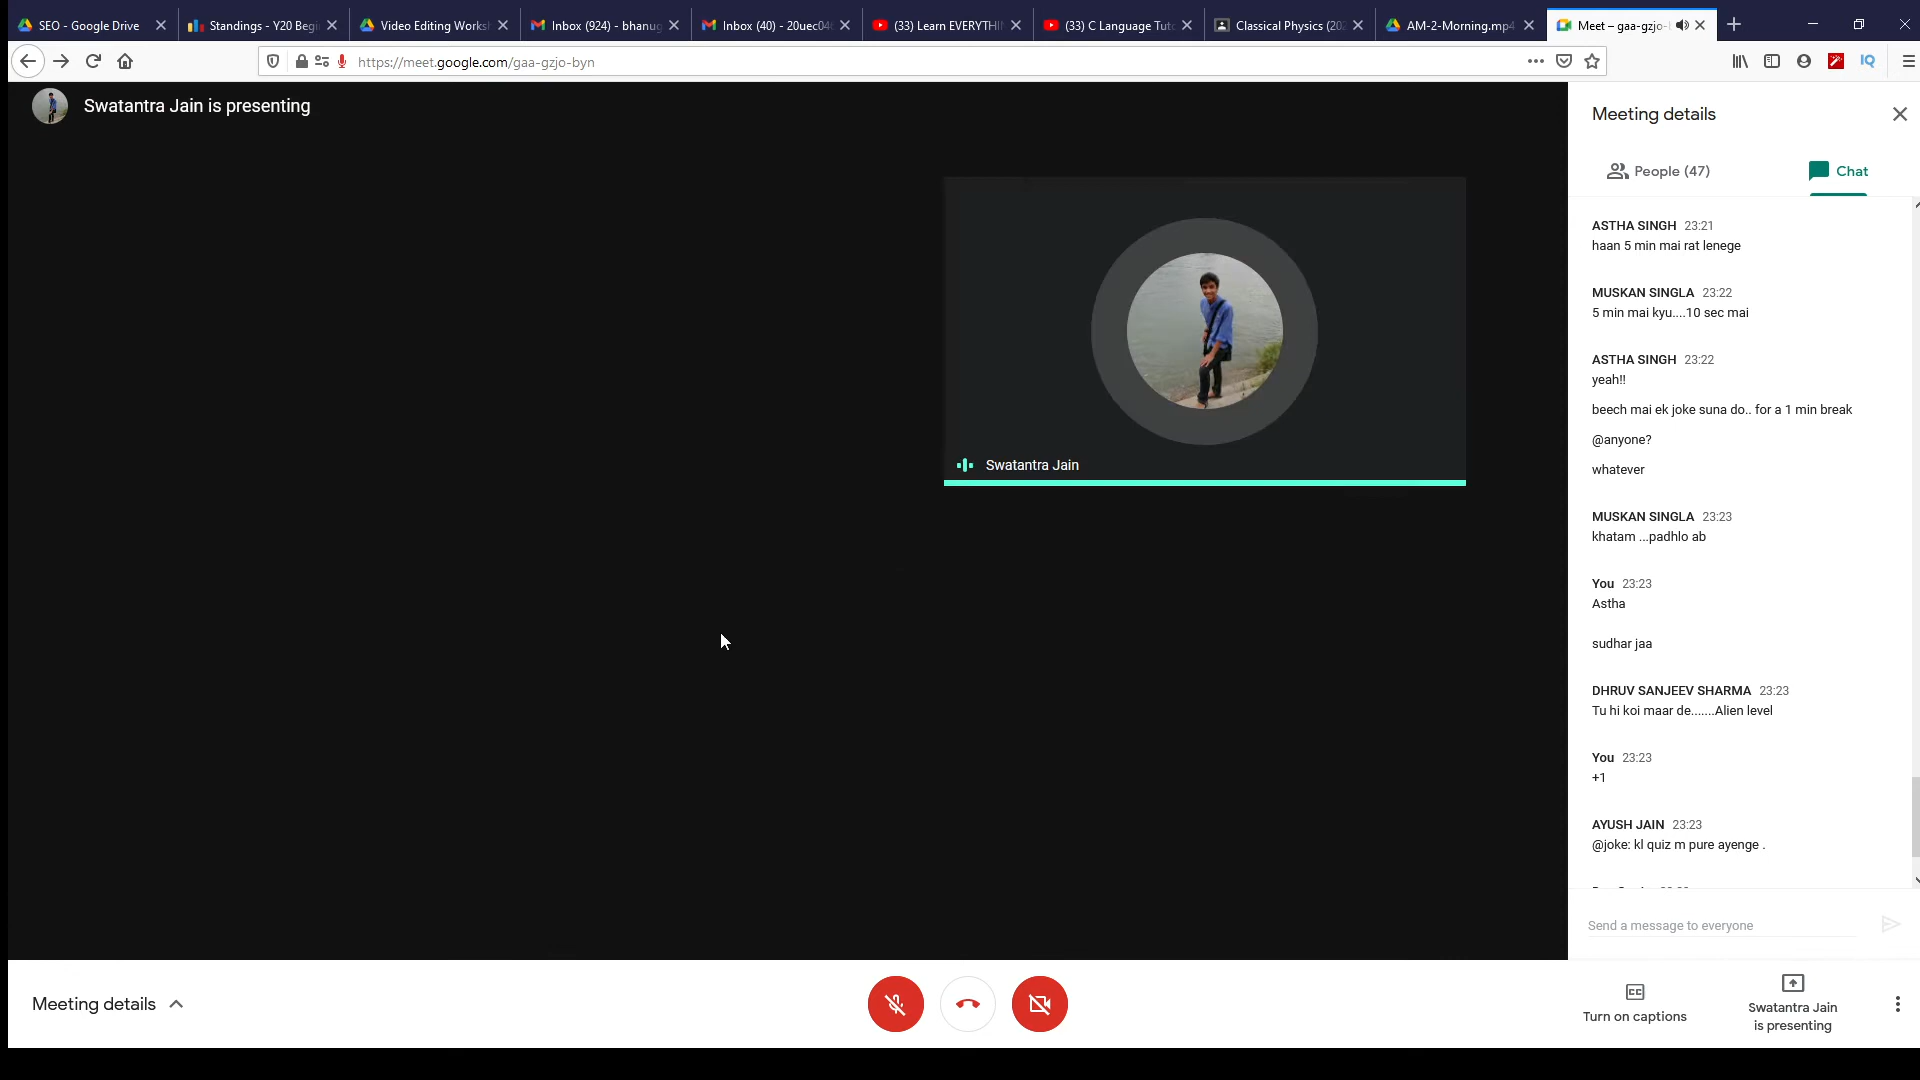 SEO - Google Drive
Standings - Y20 Begi
Video Editing Works
Inbox (924) - bhanug
Inbox (40) - 20uec04
(33) Learn EVERYTHI
(33) C Language Tut
Classical Physics (202
AM-2-Morning.mp4
Meet – gaa-gzjo-
https://meet.google.com/gaa-gzjo-byn
IQ
Swatantra Jain is presenting
Swatantra Jain
Meeting details
People (47)
Chat
ASTHA SINGH 23:21
haan 5 min mai rat lenege
MUSKAN SINGLA 23:22
5 min mai kyu....10 sec mai
ASTHA SINGH 23:22
yeah!!
beech mai ek joke suna do.. for a 1 min break
@anyone?
whatever
MUSKAN SINGLA 23:23
khatam ...padhlo ab
You 23:23
Astha
sudhar jaa
DHRUV SANJEEV SHARMA 23:23
Tu hi koi maar de.......Alien level
You 23:23
+1
AYUSH JAIN 23:23
@joke: kl quiz m pure ayenge .
Send a message to everyone
Meeting details
CC
Turn on captions
Swatantra Jain
is presenting